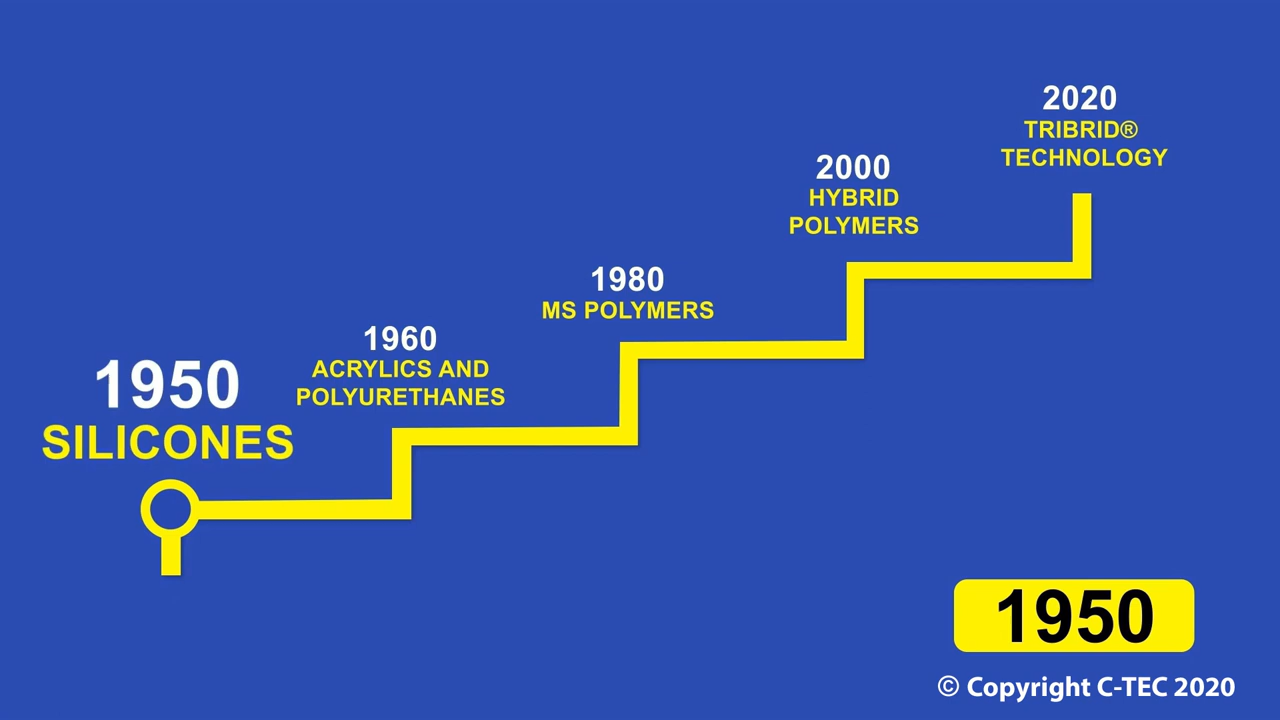 1950
SILICONES
1960
ACRYLICS AND
POLYURETHANES
1980
MS POLYMERS
2000
HYBRID
POLYMERS
2020
TRIBRID®
TECHNOLOGY
1950
© Copyright C-TEC 2020